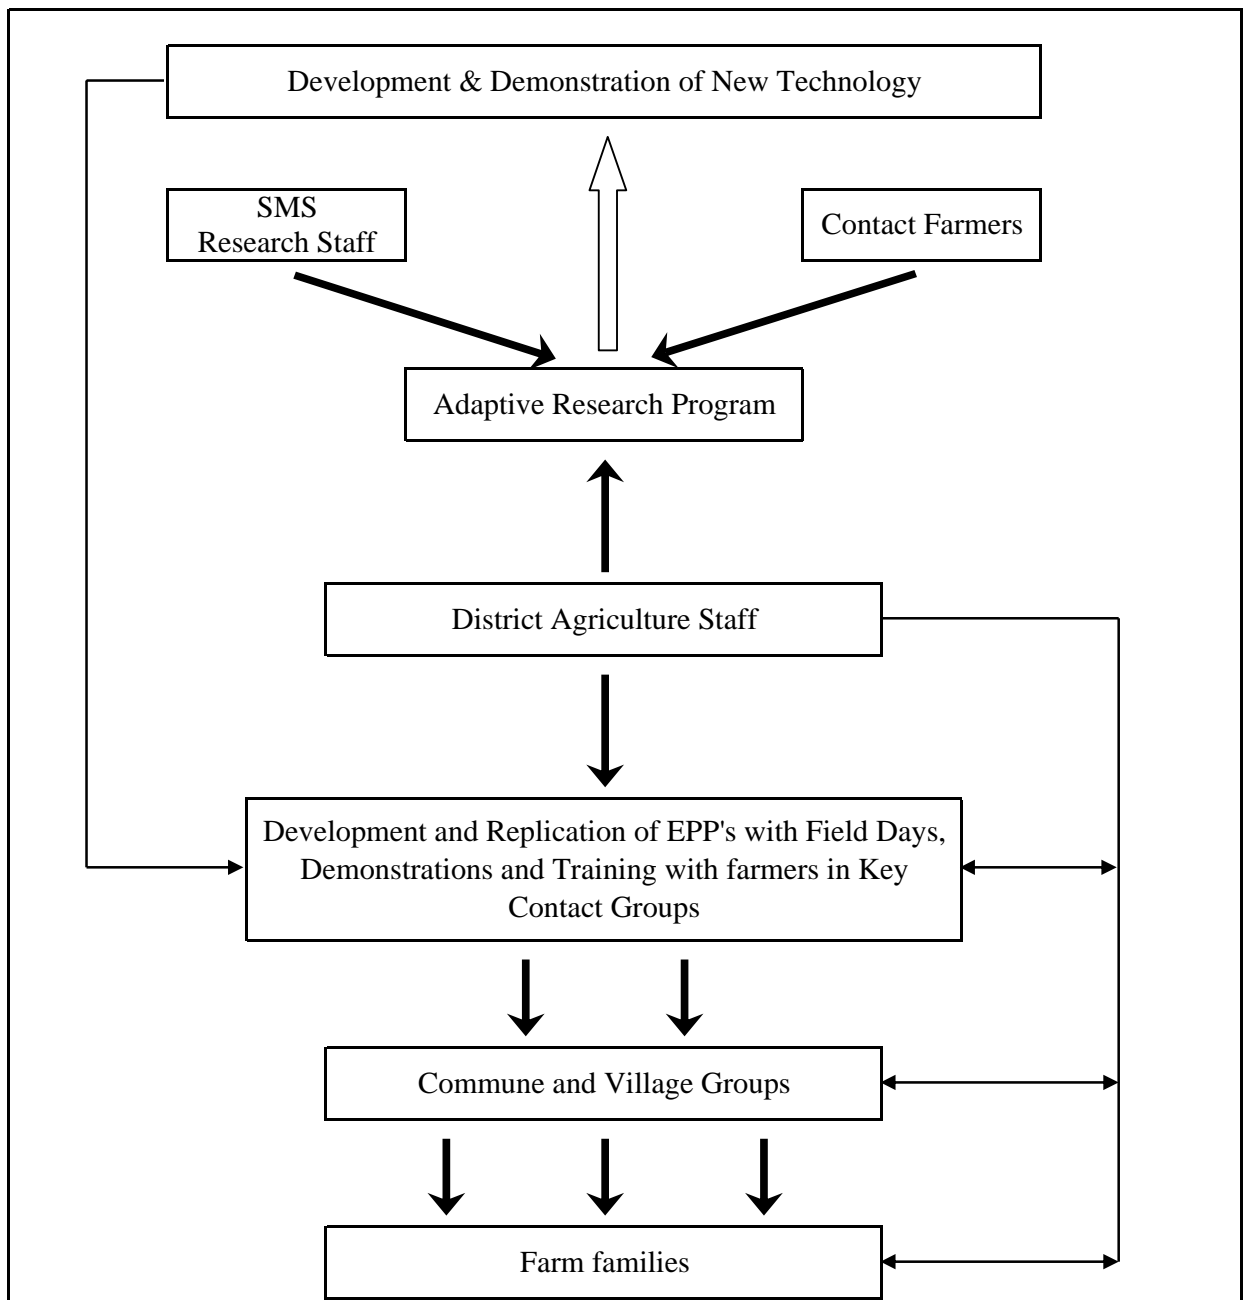 Development & Demonstration of New Technology
SMS
Research Staff
Contact Farmers
Adaptive Research Program
District Agriculture Staff
Development and Replication of EPP's with Field Days,
Demonstrations and Training with farmers in Key
Contact Groups
Commune and Village Groups
Farm families